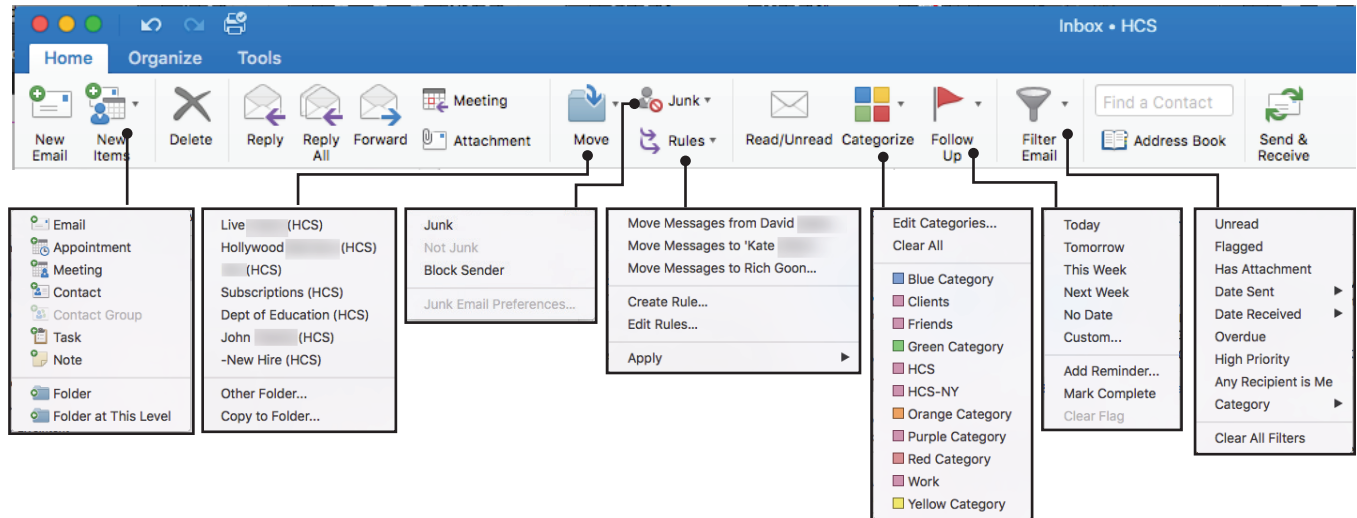 Inbox • HCS
Home Organize Tools
New Email
New Items
Delete
Reply
Reply All
Forward
Meeting
Attachment
Move
Junk
Rules
Read/Unread
Categorize
Follow Up
Filter Email
Find a Contact
Address Book
Send & Receive
Email
Appointment
Meeting
Contact
Contact Group
Task
Note
Folder
Folder at This Level
Live (HCS)
Hollywood (HCS)
(HCS)
Subscriptions (HCS)
Dept of Education (HCS)
John (HCS)
-New Hire (HCS)
Other Folder...
Copy to Folder...
Junk
Not Junk
Block Sender
Junk Email Preferences...
Move Messages from David
Move Messages to 'Kate
Move Messages to Rich Goon...
Create Rule...
Edit Rules...
Apply
Edit Categories...
Clear All
Blue Category
Clients
Friends
Green Category
HCS
HCS-NY
Orange Category
Purple Category
Red Category
Work
Yellow Category
Today
Tomorrow
This Week
Next Week
No Date
Custom...
Add Reminder...
Mark Complete
Clear Flag
Unread
Flagged
Has Attachment
Date Sent
Date Received
Overdue
High Priority
Any Recipient is Me
Category
Clear All Filters